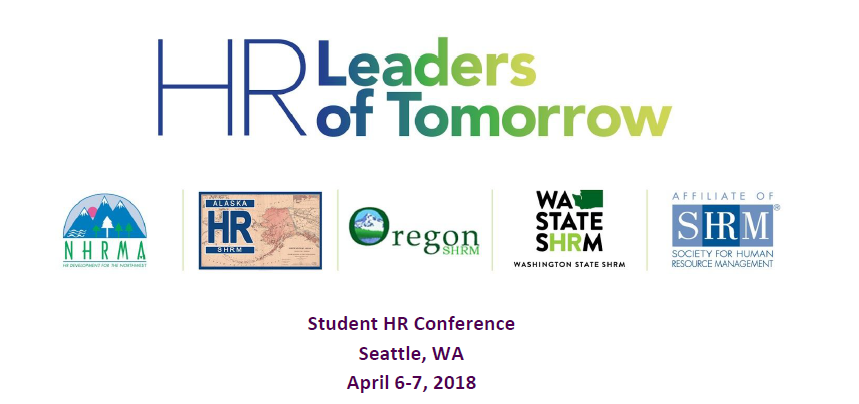 HR Leaders
of Tomorrow
NHRMA
HR DEVELOPMENT FOR THE NORTHWEST
ALASKA
HR
SHRM
Oregon
SHRM
WA
STATE
SHRM
WASHINGTON STATE SHRM
AFFILIATE OF
SHRM®
SOCIETY FOR HUMAN
RESOURCE MANAGEMENT
Student HR Conference
Seattle, WA
April 6-7, 2018